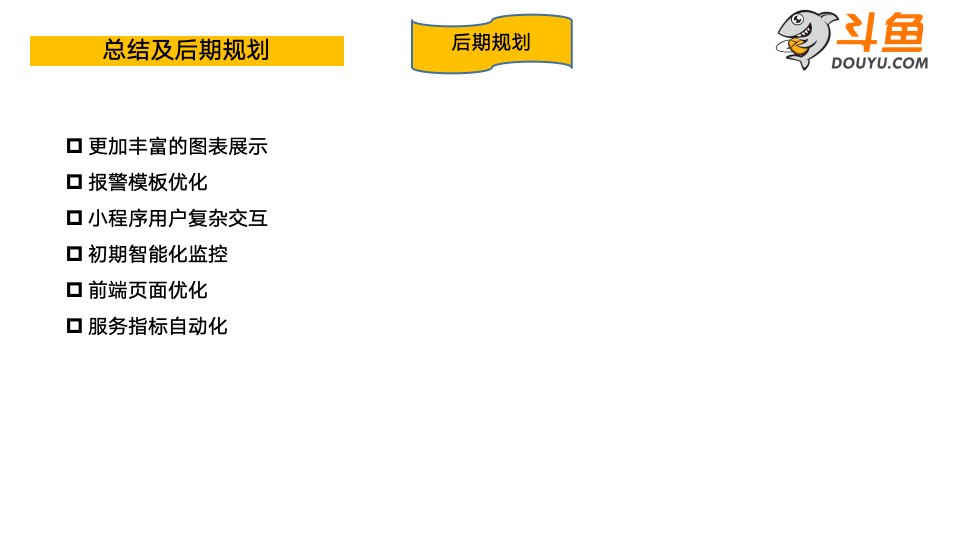 总结及后期规划
后期规划
斗鱼
DOUYU.COM
更加丰富的图表展示
报警模板优化
小程序用户复杂交互
初期智能化监控
前端页面优化
服务指标自动化